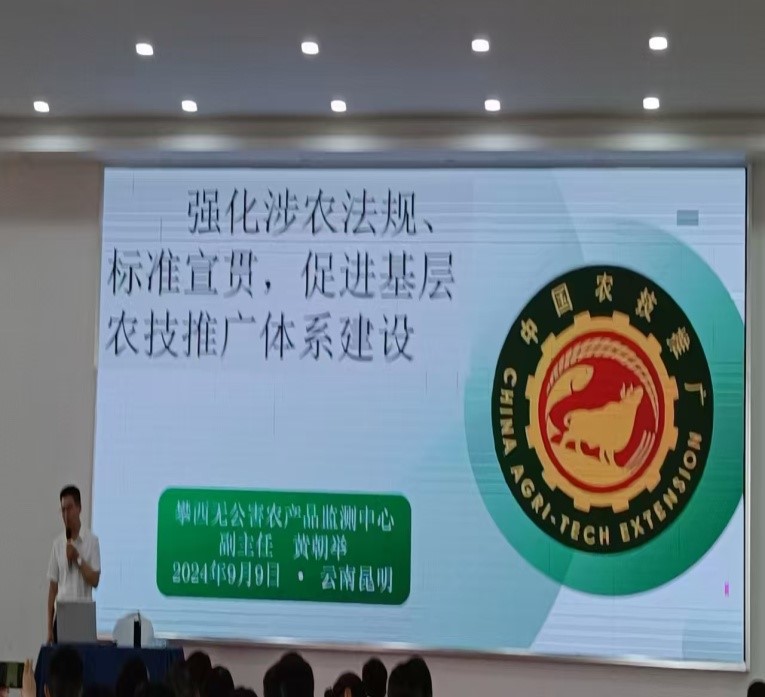 强化涉农法规、
标准宣贯，促进基层
农技推广体系建设
中国农技推广
CHINA AGRI-TECH EXTENSION
攀西无公害农产品监测中心
副主任 黄朝举
2024年9月9日 · 云南昆明